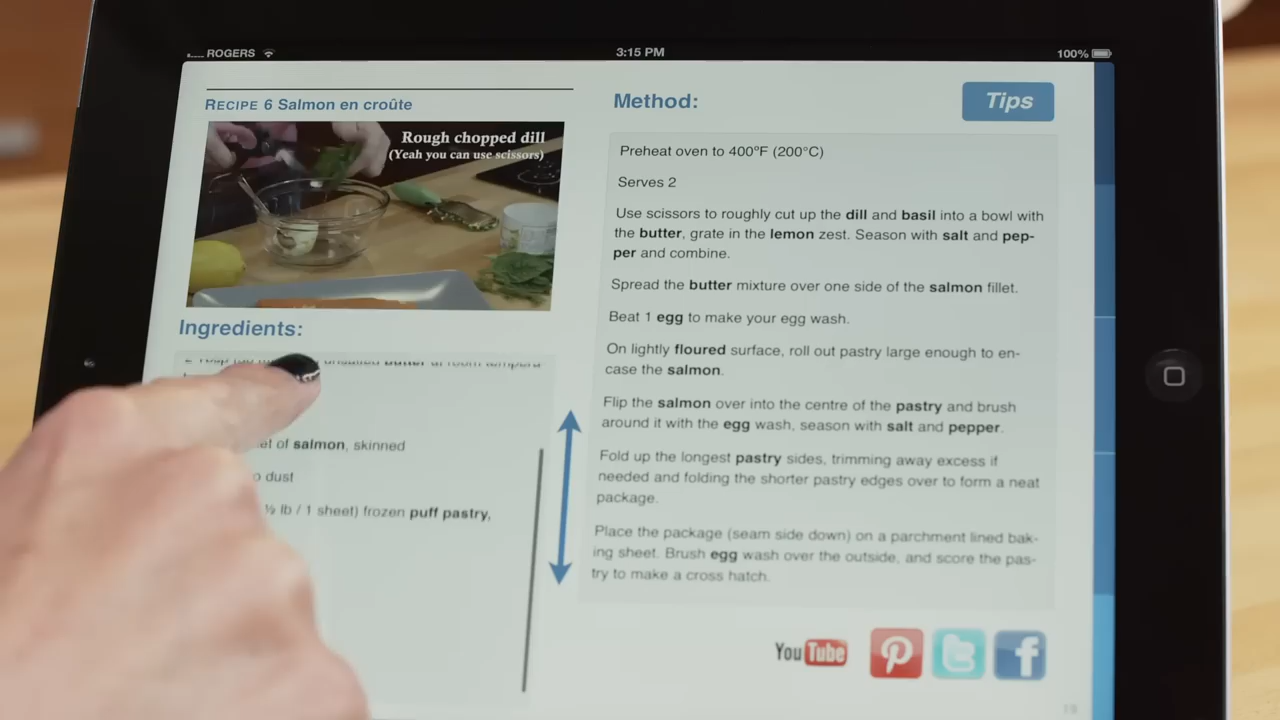 ROGERS
3:15 PM
100%
RECIPE 6 Salmon en croûte
Rough chopped dill
(Yeah you can use scissors)
Ingredients:
unsalted butter at room tempera
of salmon, skinned
dust
½ lb / 1 sheet) frozen puff pastry,
Method:
Tips
Preheat oven to 400ºF (200°C)
Serves 2
Use scissors to roughly cut up the dill and basil into a bowl with
the butter, grate in the lemon zest. Season with salt and pep-
per and combine.
Spread the butter mixture over one side of the salmon fillet.
Beat 1 egg to make your egg wash.
On lightly floured surface, roll out pastry large enough to en-
case the salmon.
Flip the salmon over into the centre of the pastry and brush
around it with the egg wash, season with salt and pepper.
Fold up the longest pastry sides, trimming away excess if
needed and folding the shorter pastry edges over to form a neat
package.
Place the package (seam side down) on a parchment lined bak-
ing sheet. Brush egg wash over the outside, and score the pas-
try to make a cross hatch.
YouTube
19